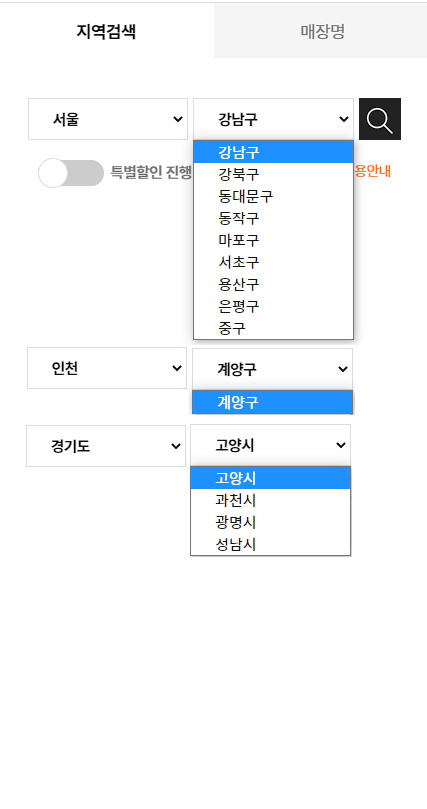 지역검색 매장명
서울 강남구
강남구
특별할인 진행 용안내
강북구
동대문구
동작구
마포구
서초구
용산구
은평구
중구
인천 계양구
계양구
경기도 고양시
고양시
과천시
광명시
성남시